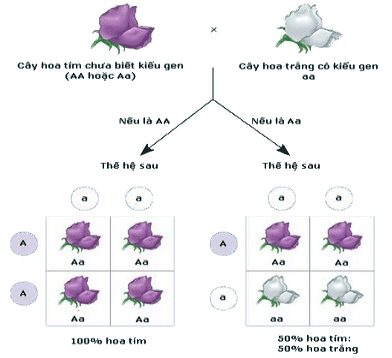 ×
Cây hoa tím chưa biết kiểu gen
(AA hoặc Aa)
Cây hoa trắng có kiểu gen
aa
Nếu là AA
Nếu là Aa
Thế hệ sau
Thế hệ sau
a
a
a
a
A
Aa
Aa
A
Aa
Aa
A
Aa
Aa
a
aa
aa
100% hoa tím
50% hoa tím:
50% hoa trắng